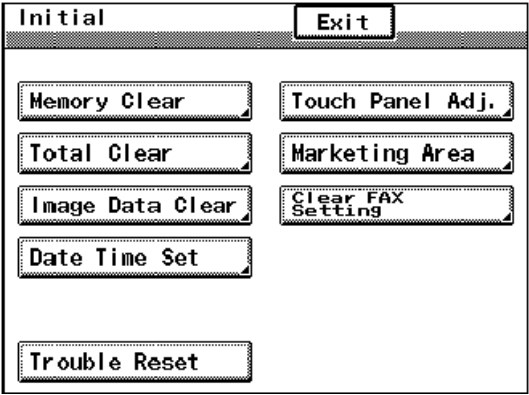 Initial
Exit
Memory Clear
Touch Panel Adj.
Total Clear
Marketing Area
Image Data Clear
Clear FAX
Setting
Date Time Set
Trouble Reset